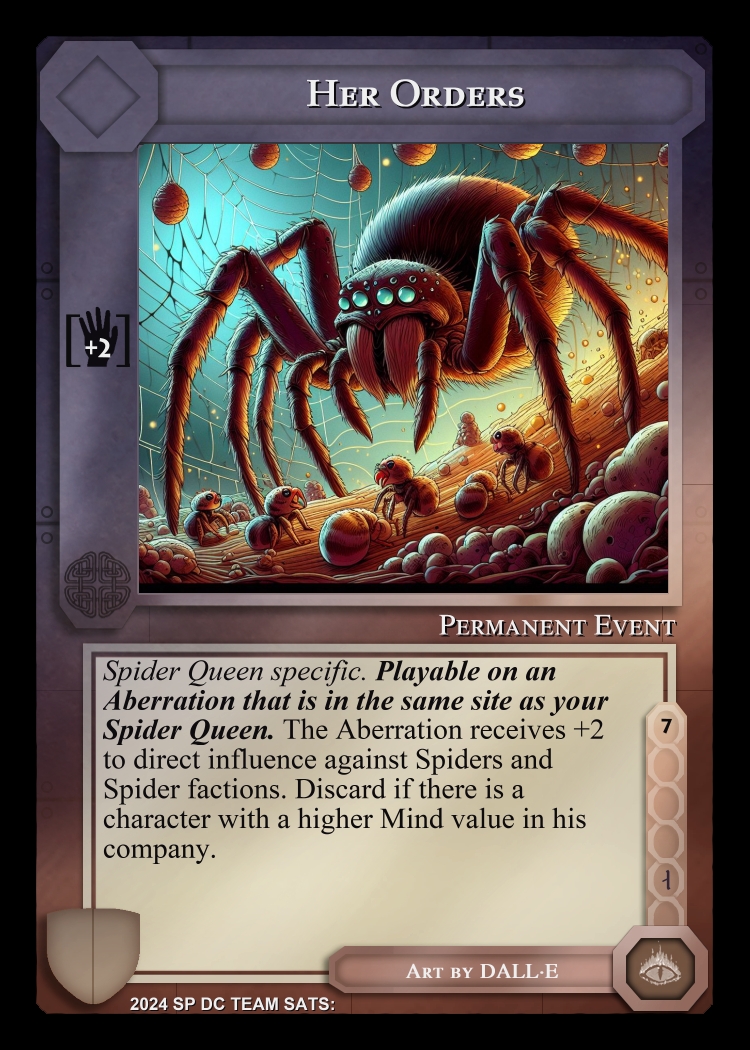 Her Orders
+2
Permanent Event
Spider Queen specific. Playable on an
Aberration that is in the same site as your
Spider Queen. The Aberration receives +2
to direct influence against Spiders and
Spider factions. Discard if there is a
character with a higher Mind value in his
company.
7
Art by DALL·E
2024 SP DC TEAM SATS: